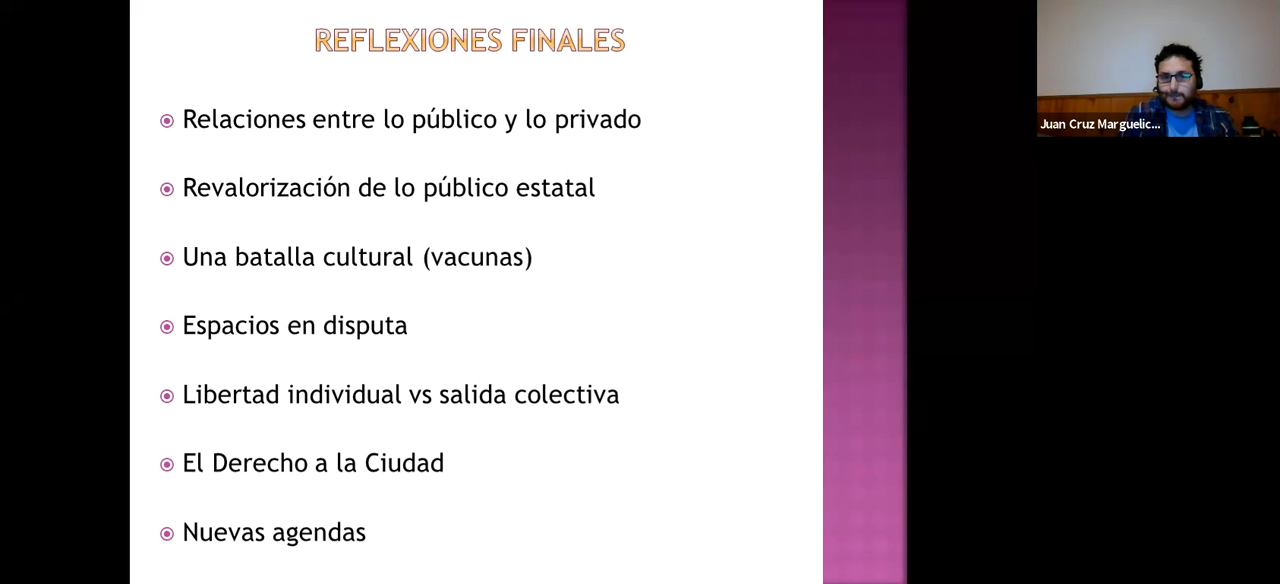 REFLEXIONES FINALES
Relaciones entre lo público y lo privado
Revalorización de lo público estatal
Una batalla cultural (vacunas)
Espacios en disputa
Libertad individual vs salida colectiva
El Derecho a la Ciudad
Nuevas agendas
Juan Cruz Marguelic...